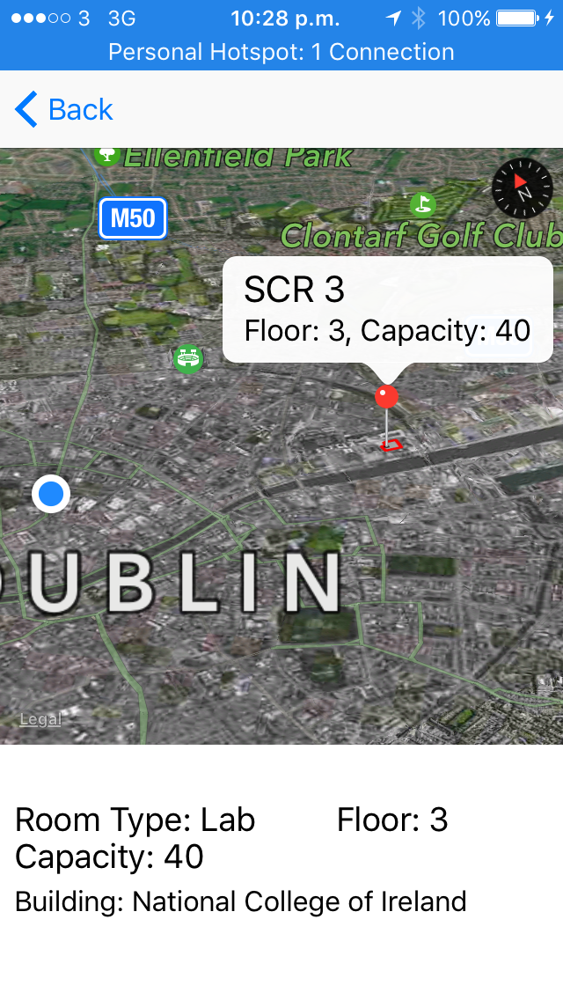 3 3G 10:28 p.m. 100%
Personal Hotspot: 1 Connection
Back
Ellenfield Park
M50
N
Clontarf Golf Club
SCR 3
Floor: 3, Capacity: 40
UBLIN
Legal
Room Type: Lab Floor: 3
Capacity: 40
Building: National College of Ireland